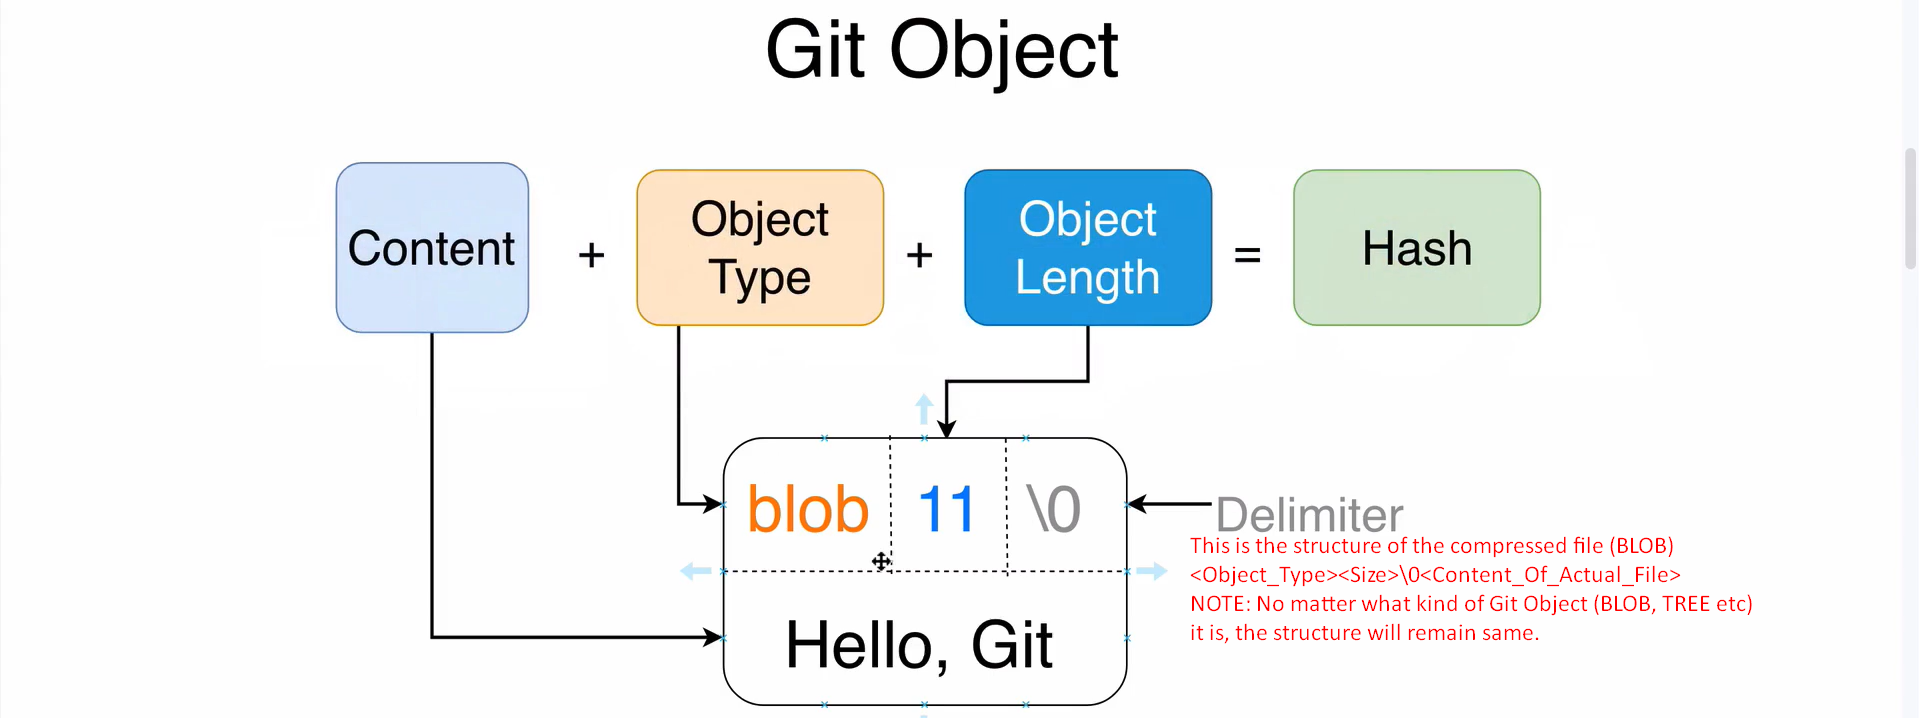 Git Object
Content
+
Object
Type
+
Object
Length
=
Hash
blob
11
\0
Delimiter
This is the structure of the compressed file (BLOB)
<Object_Type><Size>\0<Content_Of_Actual_File>
NOTE: No matter what kind of Git Object (BLOB, TREE etc)
it is, the structure will remain same.
Hello, Git